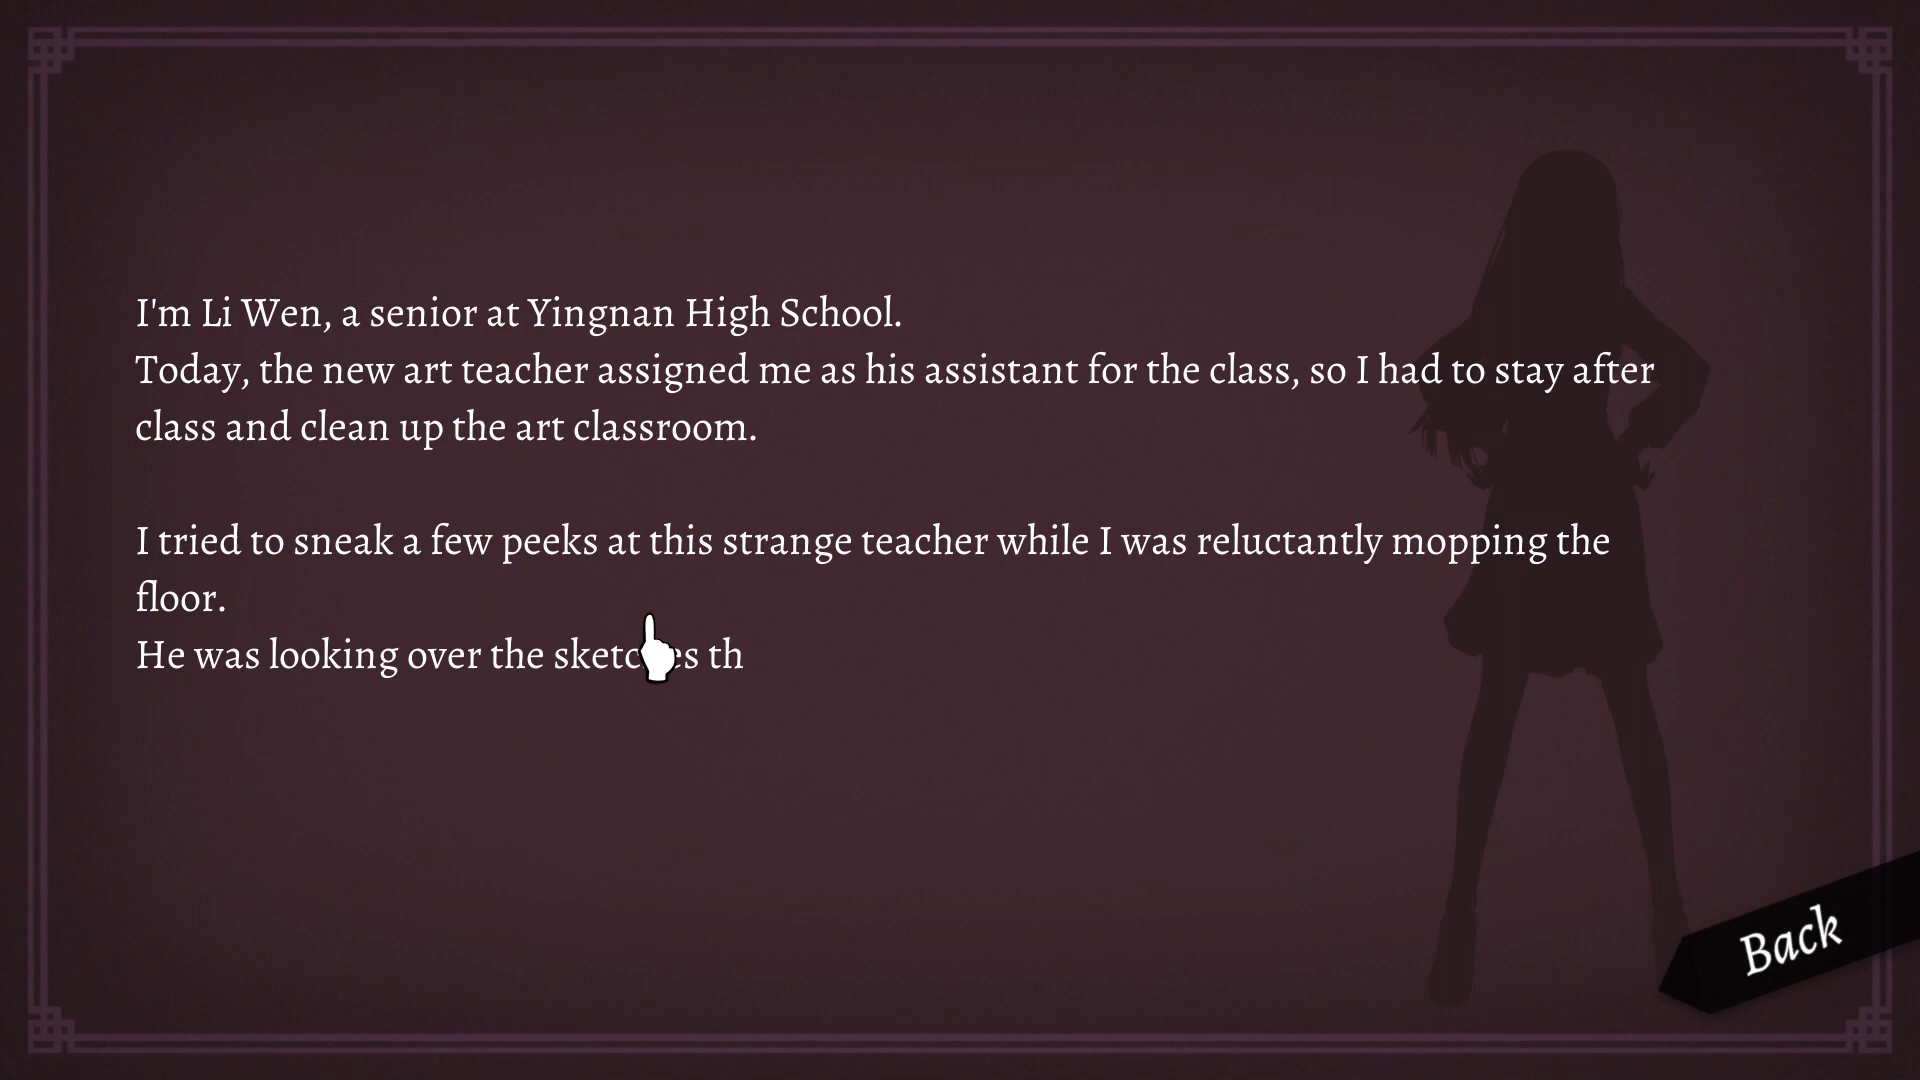 I'm Li Wen, a senior at Yingnan High School.
Today, the new art teacher assigned me as his assistant for the class, so I had to stay after
class and clean up the art classroom.
I tried to sneak a few peeks at this strange teacher while I was reluctantly mopping the
floor.
He was looking over the sketches th
Back